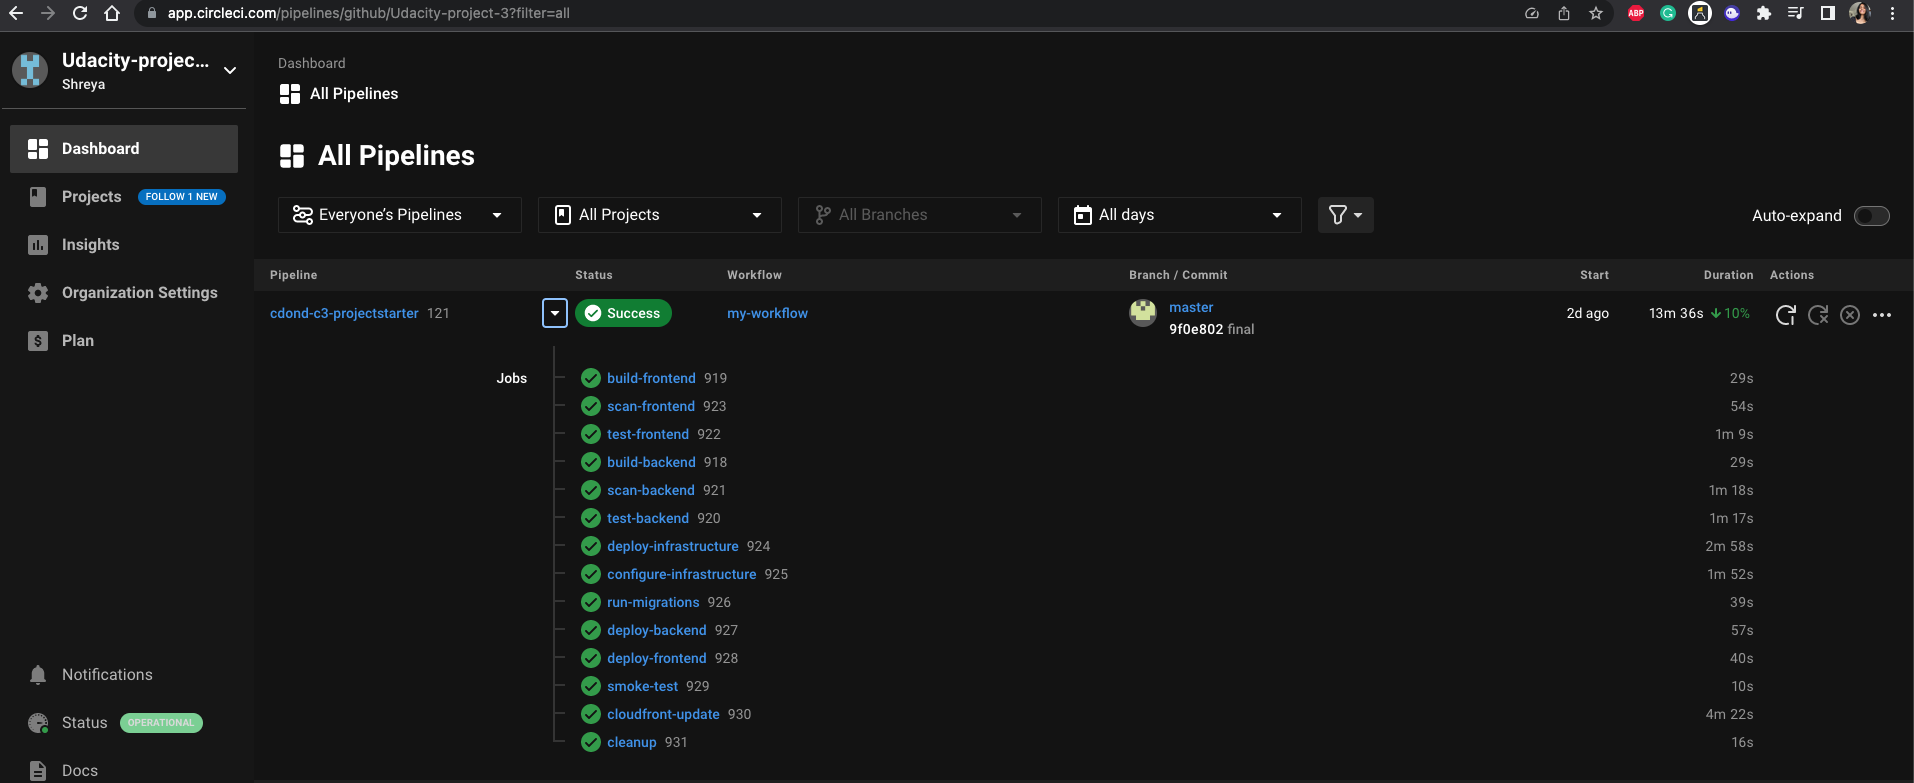 app.circleci.com/pipelines/github/Udacity-project-3?filter=all
ABP
Udacity-projec...
Shreya
Dashboard
Projects FOLLOW 1 NEW
Insights
Organization Settings
Plan
Notifications
Status OPERATIONAL
Docs
Dashboard
All Pipelines
All Pipelines
Everyone's Pipelines All Projects All Branches All days Auto-expand
Pipeline Status Workflow Branch / Commit Start Duration Actions
cdond-c3-projectstarter 121 Success my-workflow master 2d ago 13m 36s 10%
9f0e802 final
Jobs build-frontend 919 29s
scan-frontend 923 54s
test-frontend 922 1m 9s
build-backend 918 29s
scan-backend 921 1m 18s
test-backend 920 1m 17s
deploy-infrastructure 924 2m 58s
configure-infrastructure 925 1m 52s
run-migrations 926 39s
deploy-backend 927 57s
deploy-frontend 928 40s
smoke-test 929 10s
cloudfront-update 930 4m 22s
cleanup 931 16s